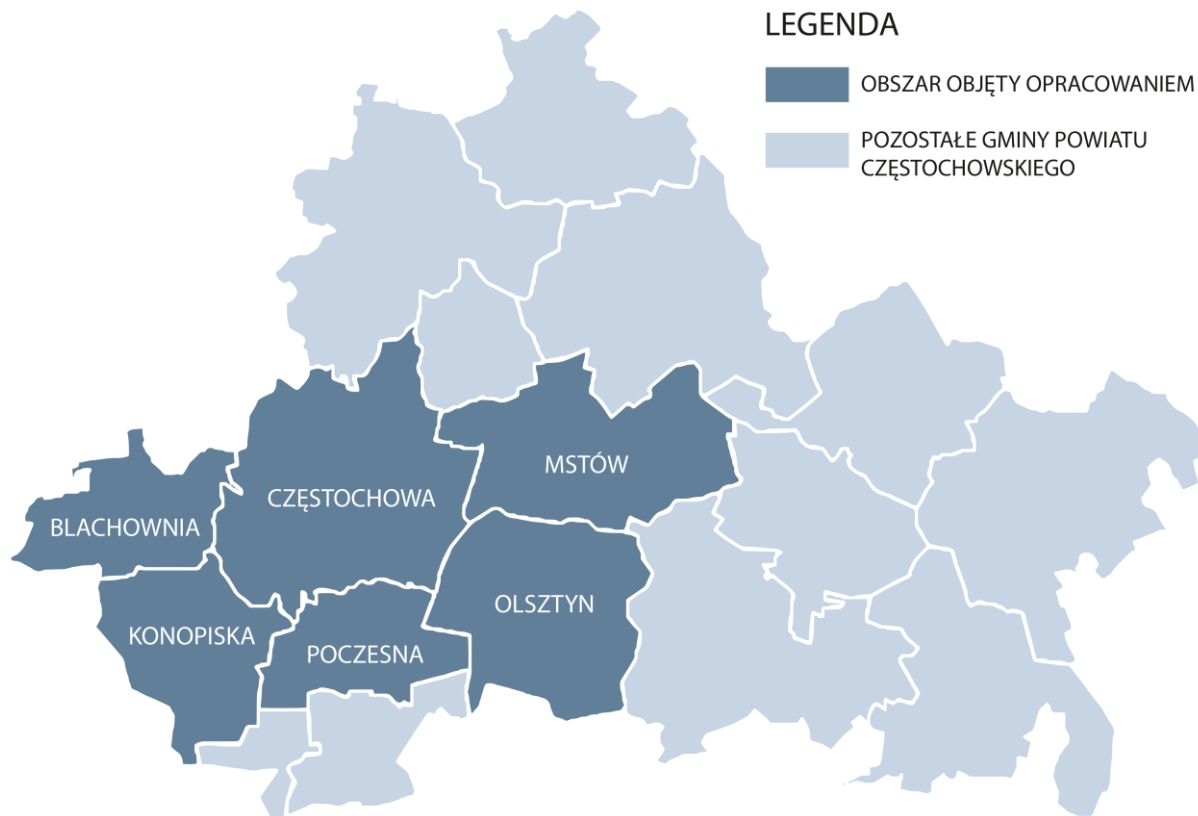 LEGENDA
OBSZAR OBJĘTY OPRACOWANIEM
POZOSTAŁE GMINY POWIATU
CZĘSTOCHOWSKIEGO
MSTÓW
CZĘSTOCHOWA
BLACHOWNIA
OLSZTYN
KONOPISKA
POCZESNA